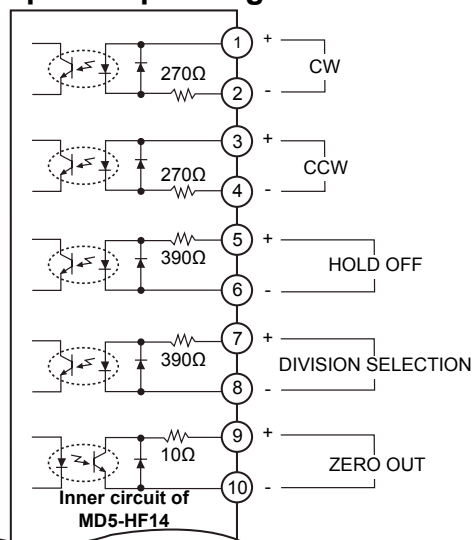 1 +
CW
270Ω
2 -
3 +
CCW
270Ω
4 -
5 +
390Ω
HOLD OFF
6 -
7 +
390Ω
DIVISION SELECTION
8 -
9 +
10Ω
ZERO OUT
10 -
Inner circuit of
MD5-HF14